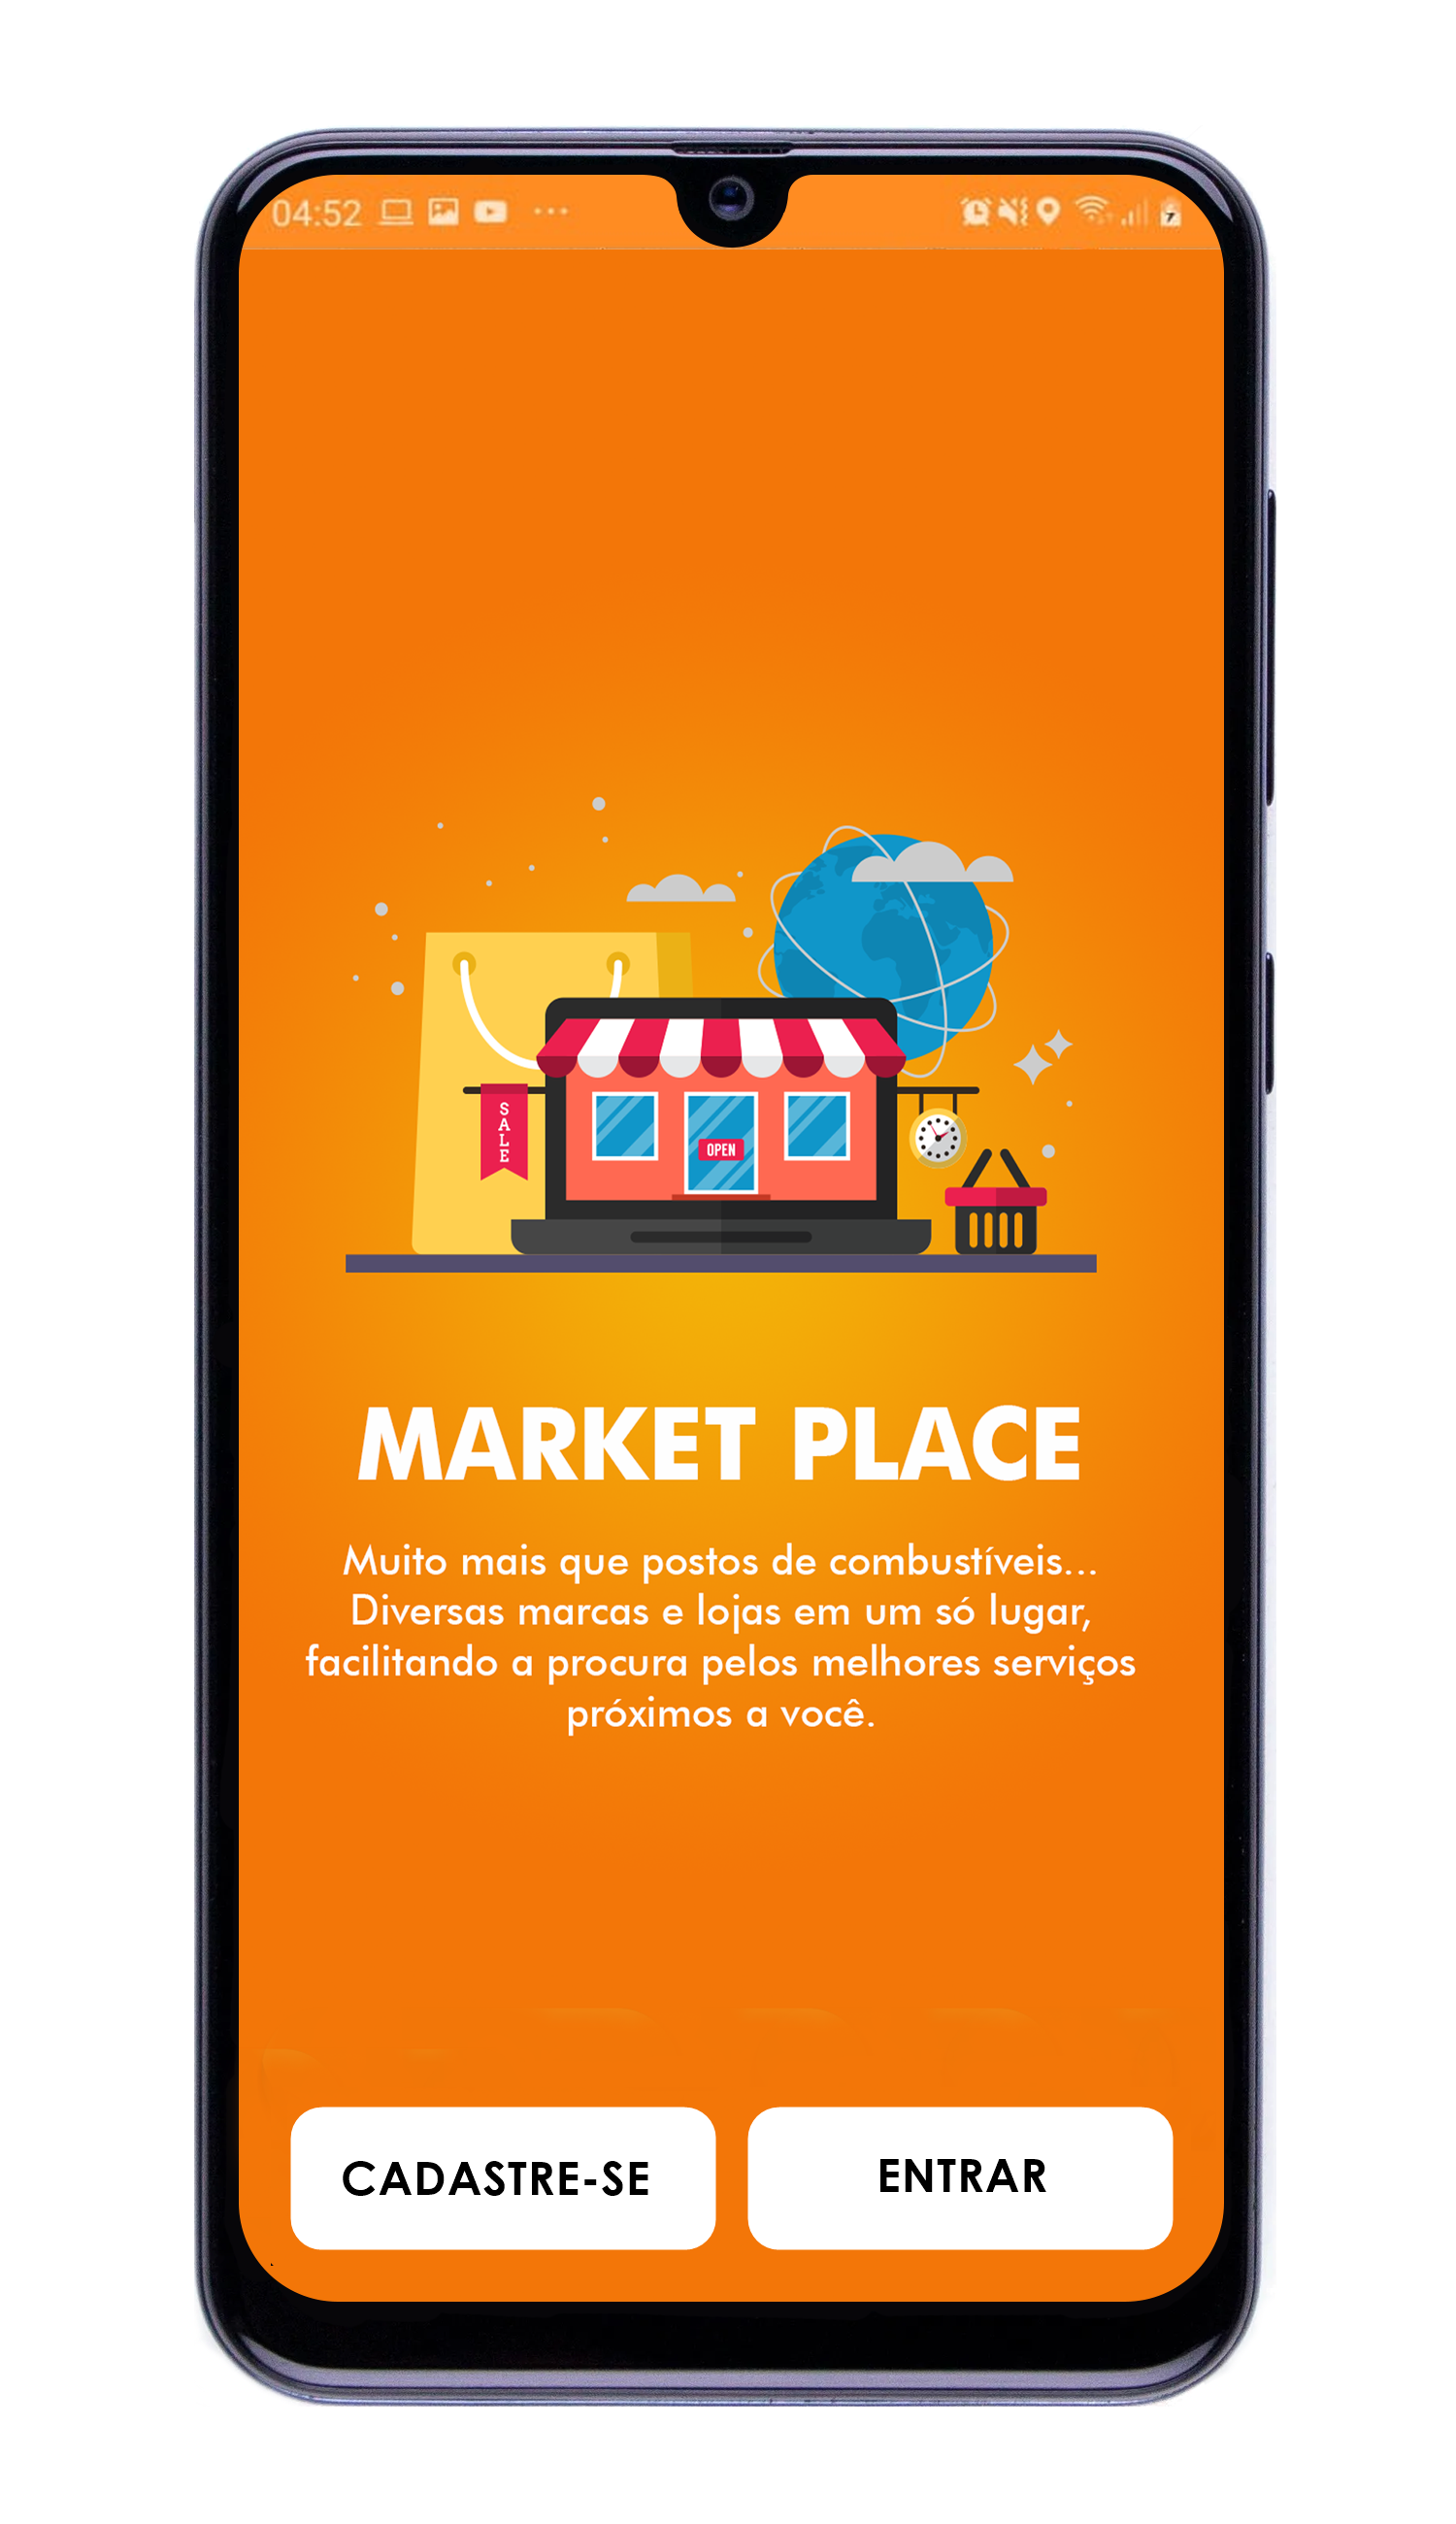 04:52
SALE
OPEN
MARKET PLACE
Muito mais que postos de combustíveis...
Diversas marcas e lojas em um só lugar,
facilitando a procura pelos melhores serviços
próximos a você.
CADASTRE-SE
ENTRAR